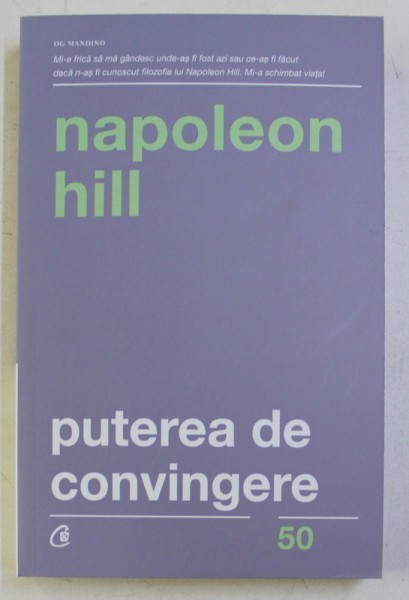 OG MANDINO
Mi-e frică să mă gândesc unde-aș fi fost azi sau ce-aș fi făcut
dacă n-aș fi cunoscut filozofia lui Napoleon Hill. Mi-a schimbat viața!
napoleon
hill
puterea de
convingere
50